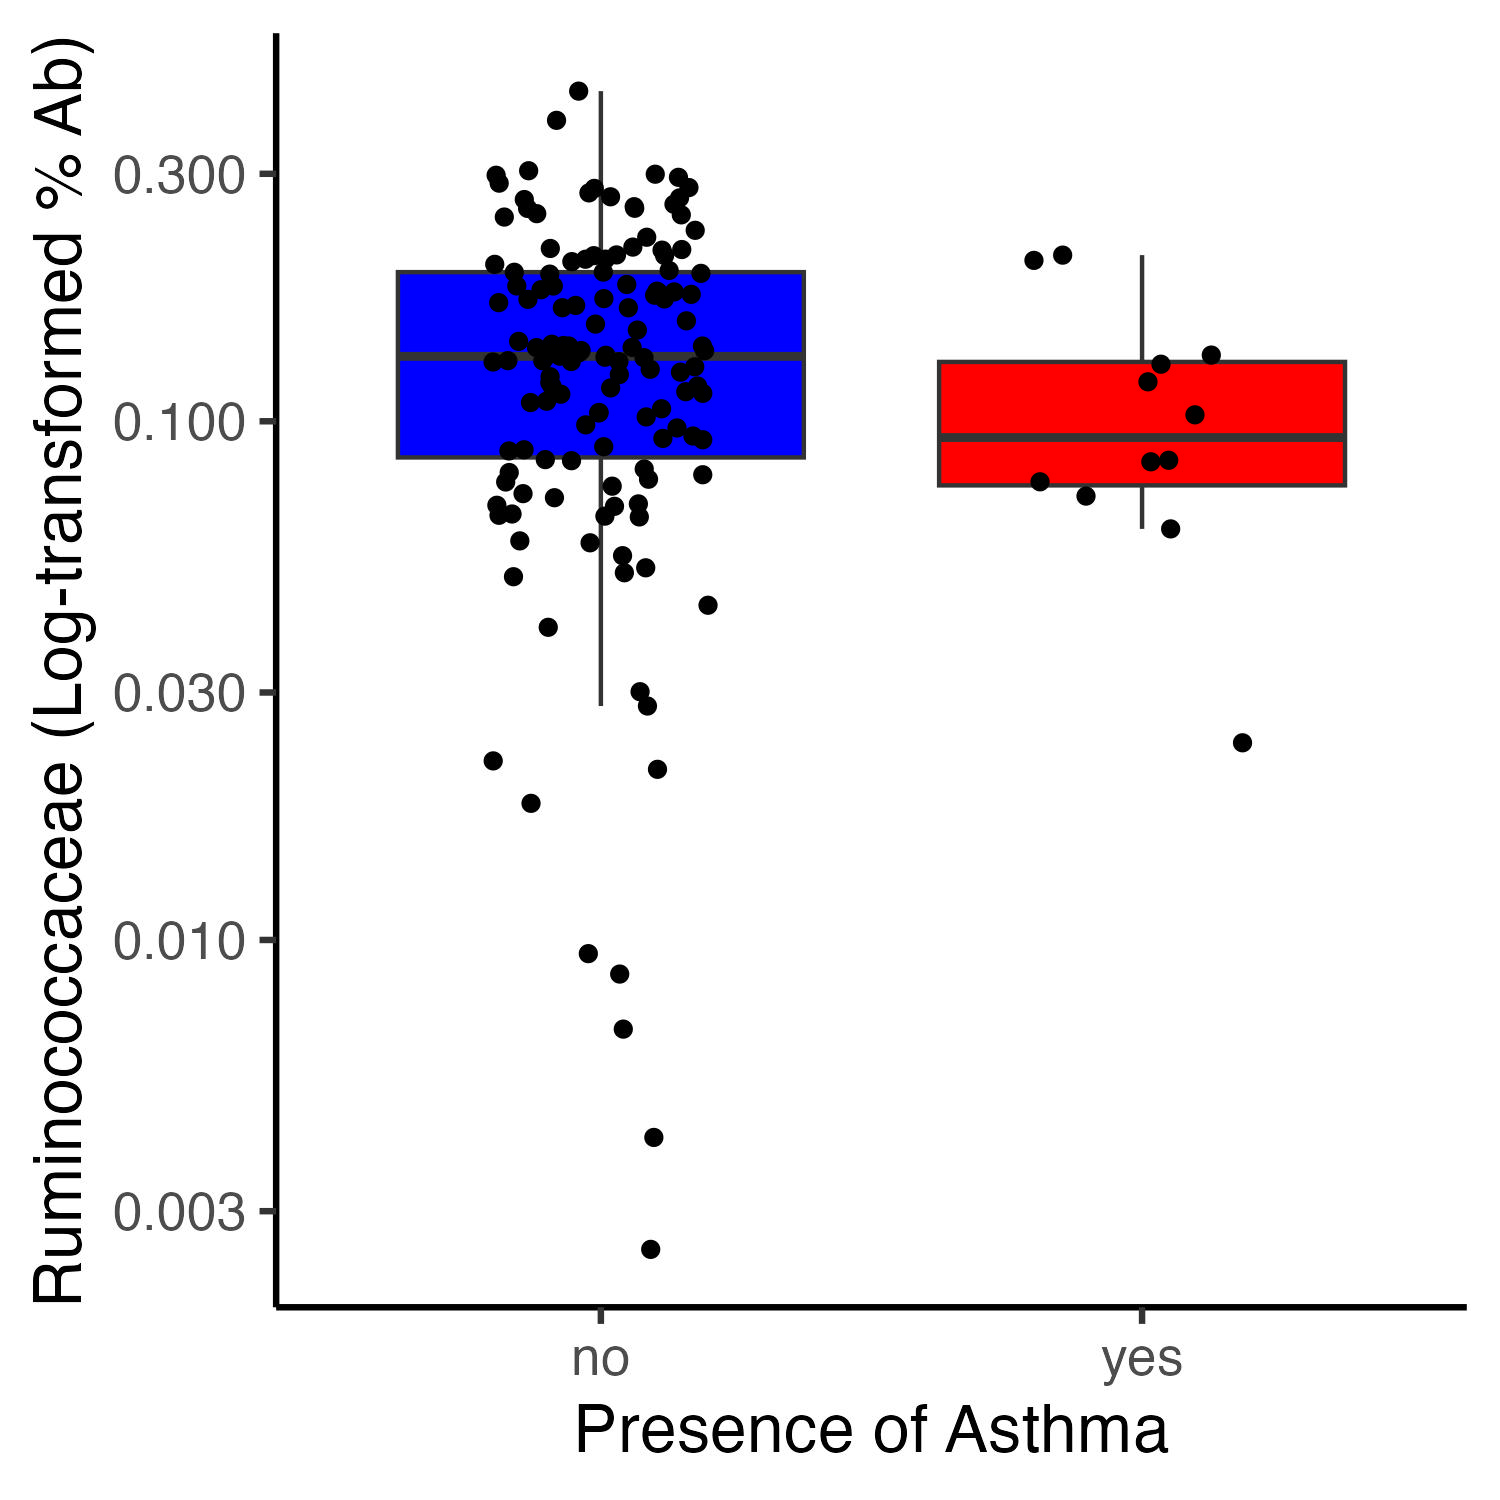 Ruminococcaceae (Log-transformed % Ab)
0.300
0.100
0.030
0.010
0.003
no
yes
Presence of Asthma